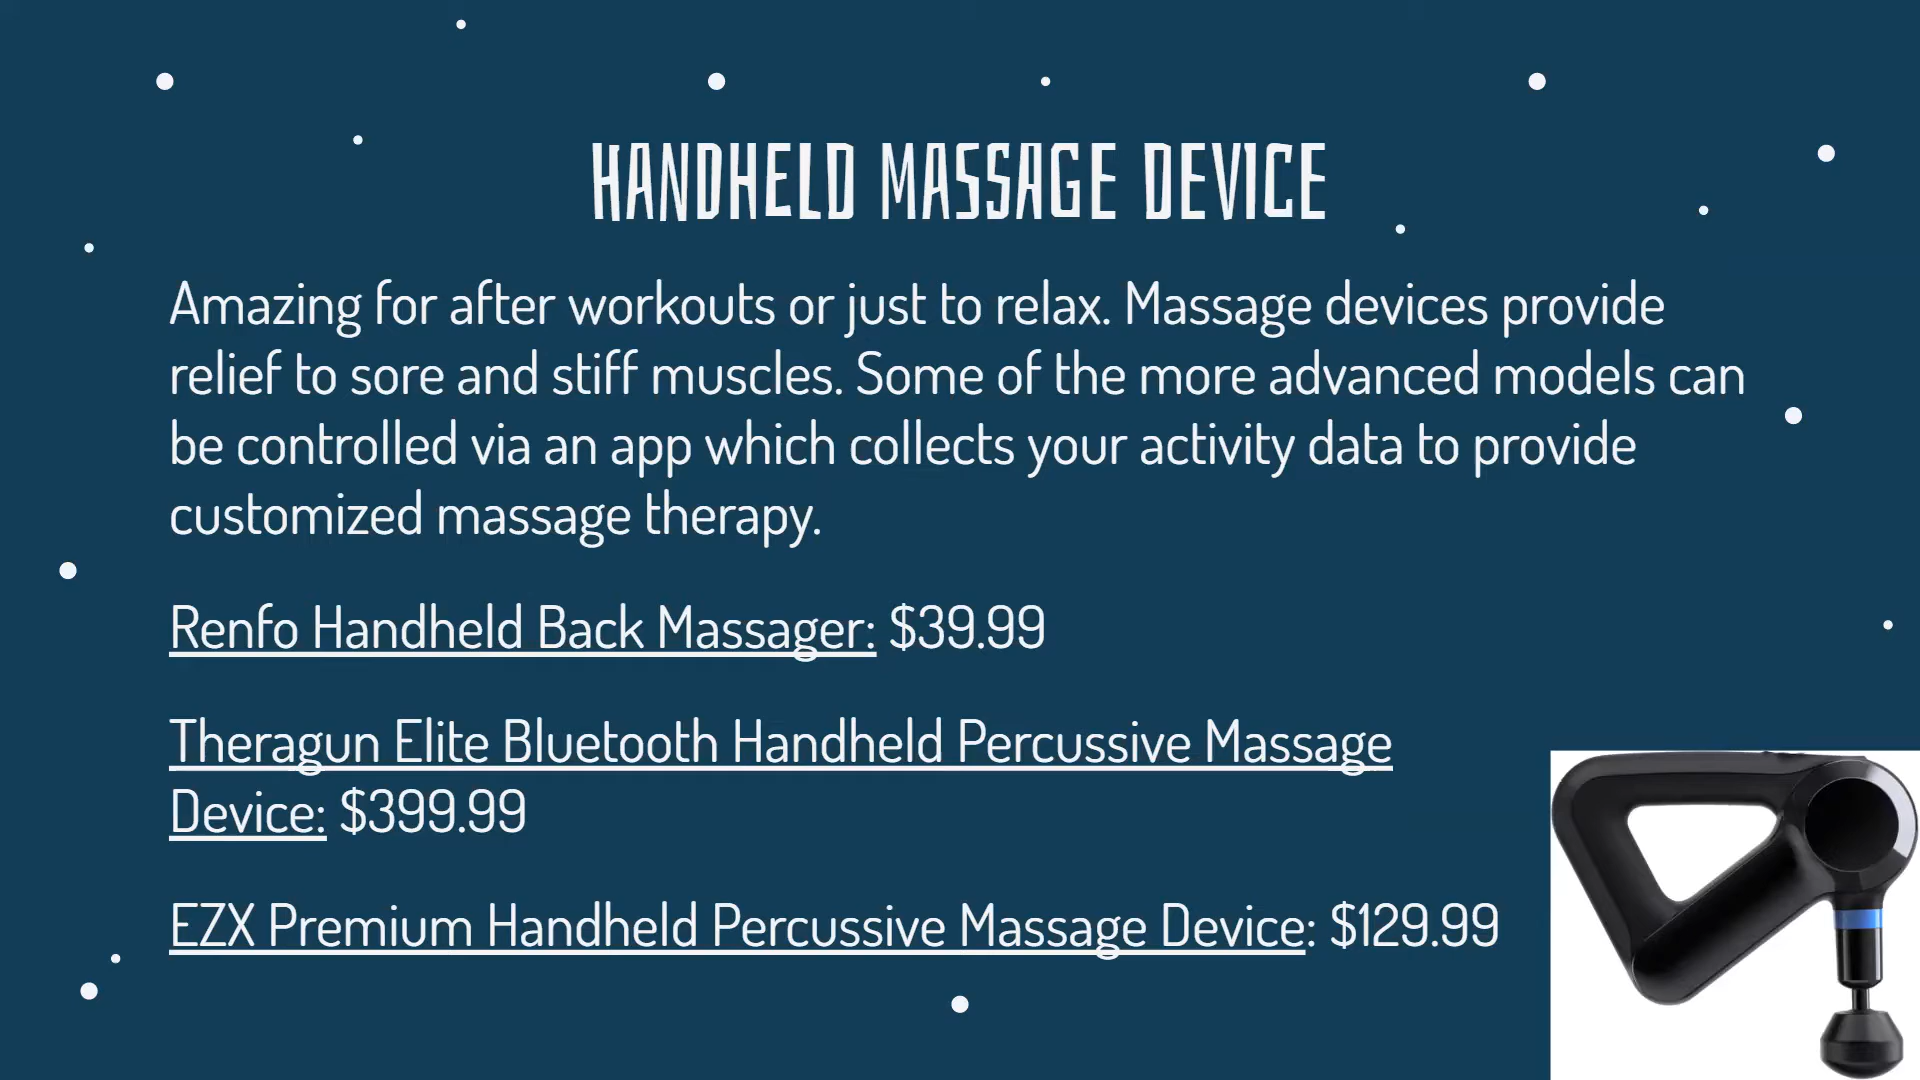 HANDHELD MASSAGE DEVICE
Amazing for after workouts or just to relax. Massage devices provide
relief to sore and stiff muscles. Some of the more advanced models can
be controlled via an app which collects your activity data to provide
customized massage therapy.
Renfo Handheld Back Massager: $39.99
Theragun Elite Bluetooth Handheld Percussive Massage
Device: $399.99
EZX Premium Handheld Percussive Massage Device: $129.99